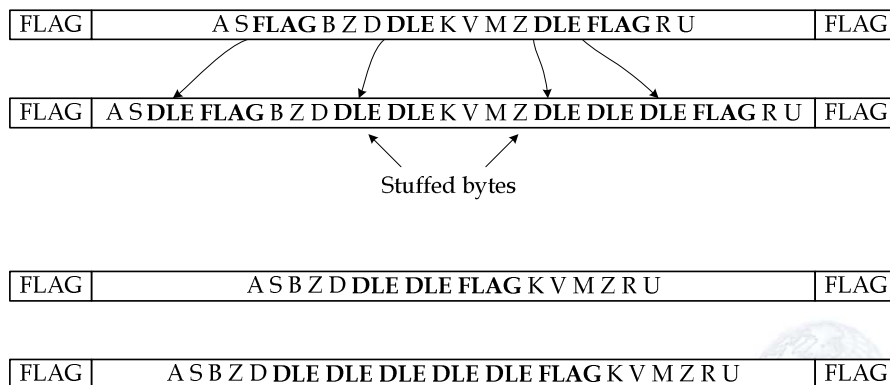 FLAG A S FLAG B Z D DLE K V M Z DLE FLAG R U FLAG
FLAG A S DLE FLAG B Z D DLE DLE K V M Z DLE DLE DLE FLAG R U FLAG
Stuffed bytes
FLAG A S B Z D DLE DLE FLAG K V M Z R U FLAG
FLAG A S B Z D DLE DLE DLE DLE DLE FLAG K V M Z R U FLAG